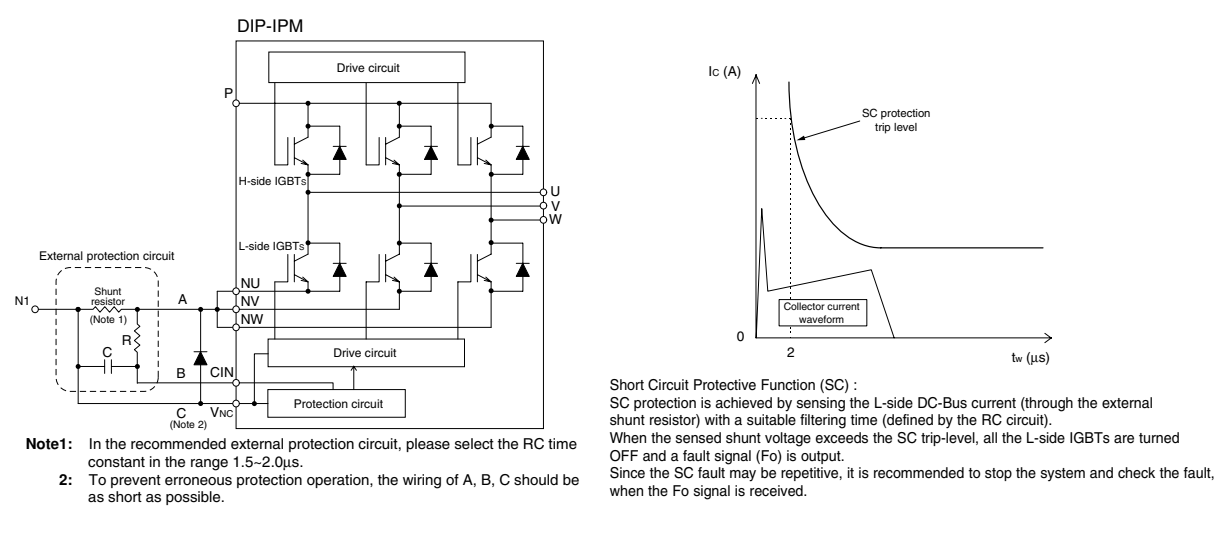 DIP-IPM
Drive circuit
P
H-side IGBTs
U
V
W
L-side IGBTs
External protection circuit
NU
Shunt
resistor
A
NV
N1
(Note 1)
NW
R
C
Drive circuit
B
CIN
Protection circuit
C
VNC
(Note 2)
Note1: In the recommended external protection circuit, please select the RC time
constant in the range 1.5~2.0μs.
2: To prevent erroneous protection operation, the wiring of A, B, C should be
as short as possible.
IC (A)
SC protection
trip level
Collector current
waveform
0
2
tw (μs)
Short Circuit Protective Function (SC) :
SC protection is achieved by sensing the L-side DC-Bus current (through the external
shunt resistor) with a suitable filtering time (defined by the RC circuit).
When the sensed shunt voltage exceeds the SC trip-level, all the L-side IGBTs are turned
OFF and a fault signal (Fo) is output.
Since the SC fault may be repetitive, it is recommended to stop the system and check the fault,
when the Fo signal is received.